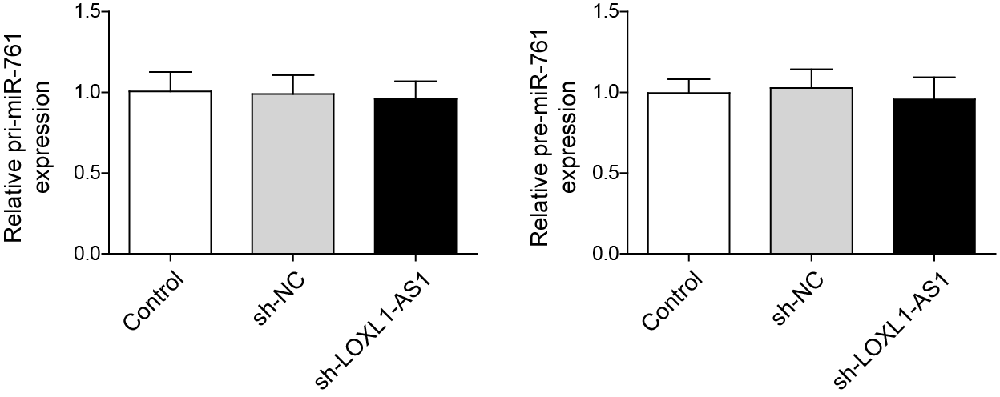 Relative pri-miR-761
expression
1.5
1.0
0.5
0.0
Control
sh-NC
sh-LOXL1-AS1
Relative pre-miR-761
expression
1.5
1.0
0.5
0.0
Control
sh-NC
sh-LOXL1-AS1